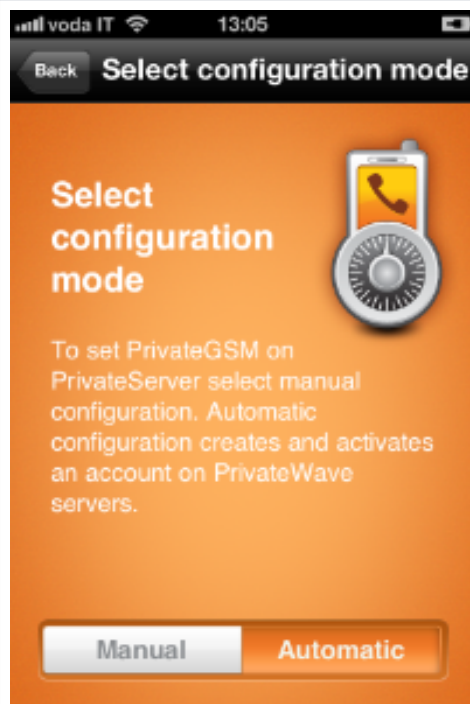 voda IT 13:05
Back Select configuration mode
Select
configuration
mode
To set PrivateGSM on
PrivateServer select manual
configuration. Automatic
configuration creates and activates
an account on PrivateWave
servers.
Manual Automatic